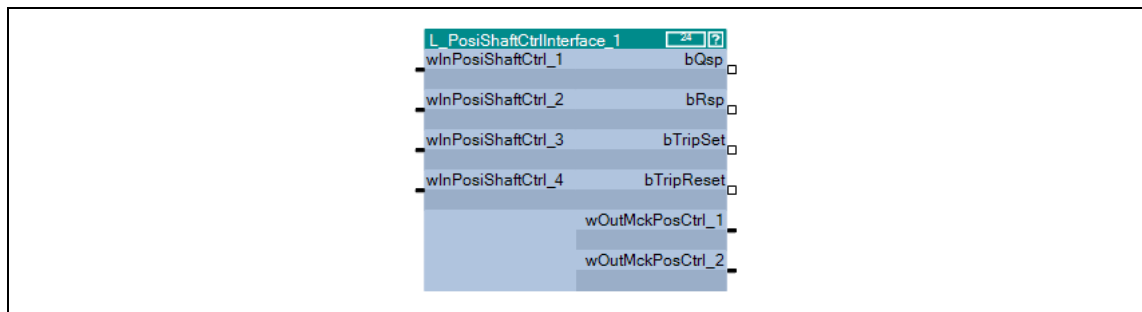 L_PosiShaftCtrlInterface_1 24 ?
wInPosiShaftCtrl_1 bQsp
wInPosiShaftCtrl_2 bRsp
wInPosiShaftCtrl_3 bTripSet
wInPosiShaftCtrl_4 bTripReset
wOutMckPosCtrl_1
wOutMckPosCtrl_2